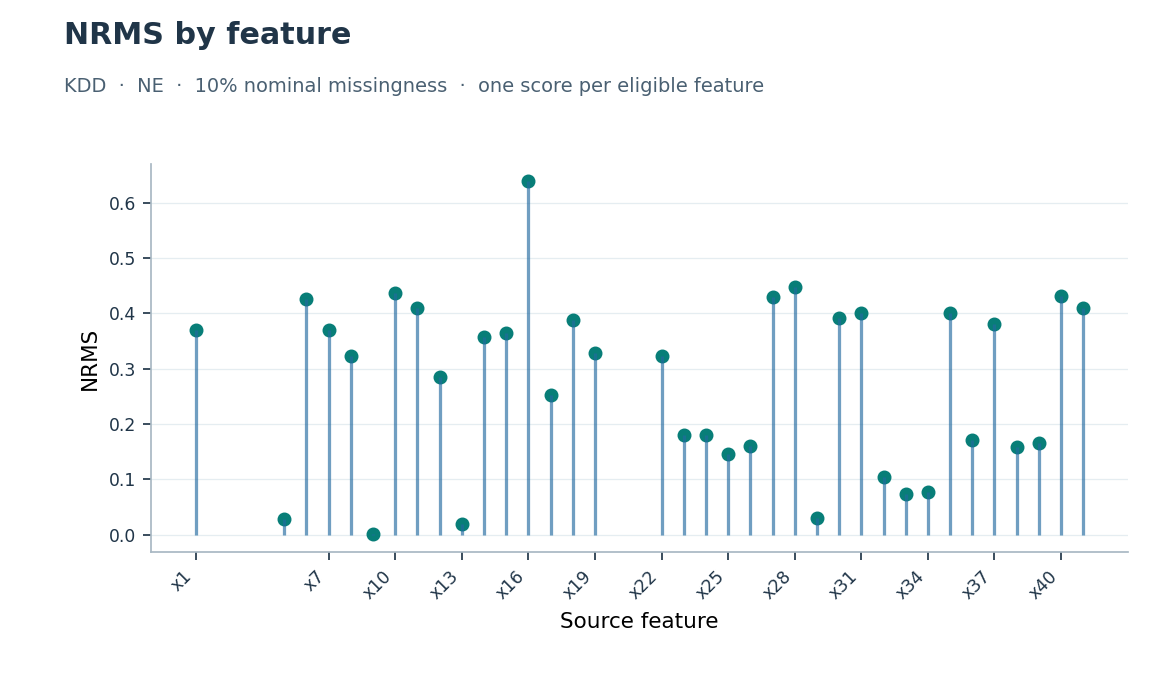 NRMS by feature
KDD · NE · 10% nominal missingness · one score per eligible feature
NRMS
0.6
0.5
0.4
0.3
0.2
0.1
0.0
x1 x7 x10 x13 x16 x19 x22 x25 x28 x31 x34 x37 x40
Source feature